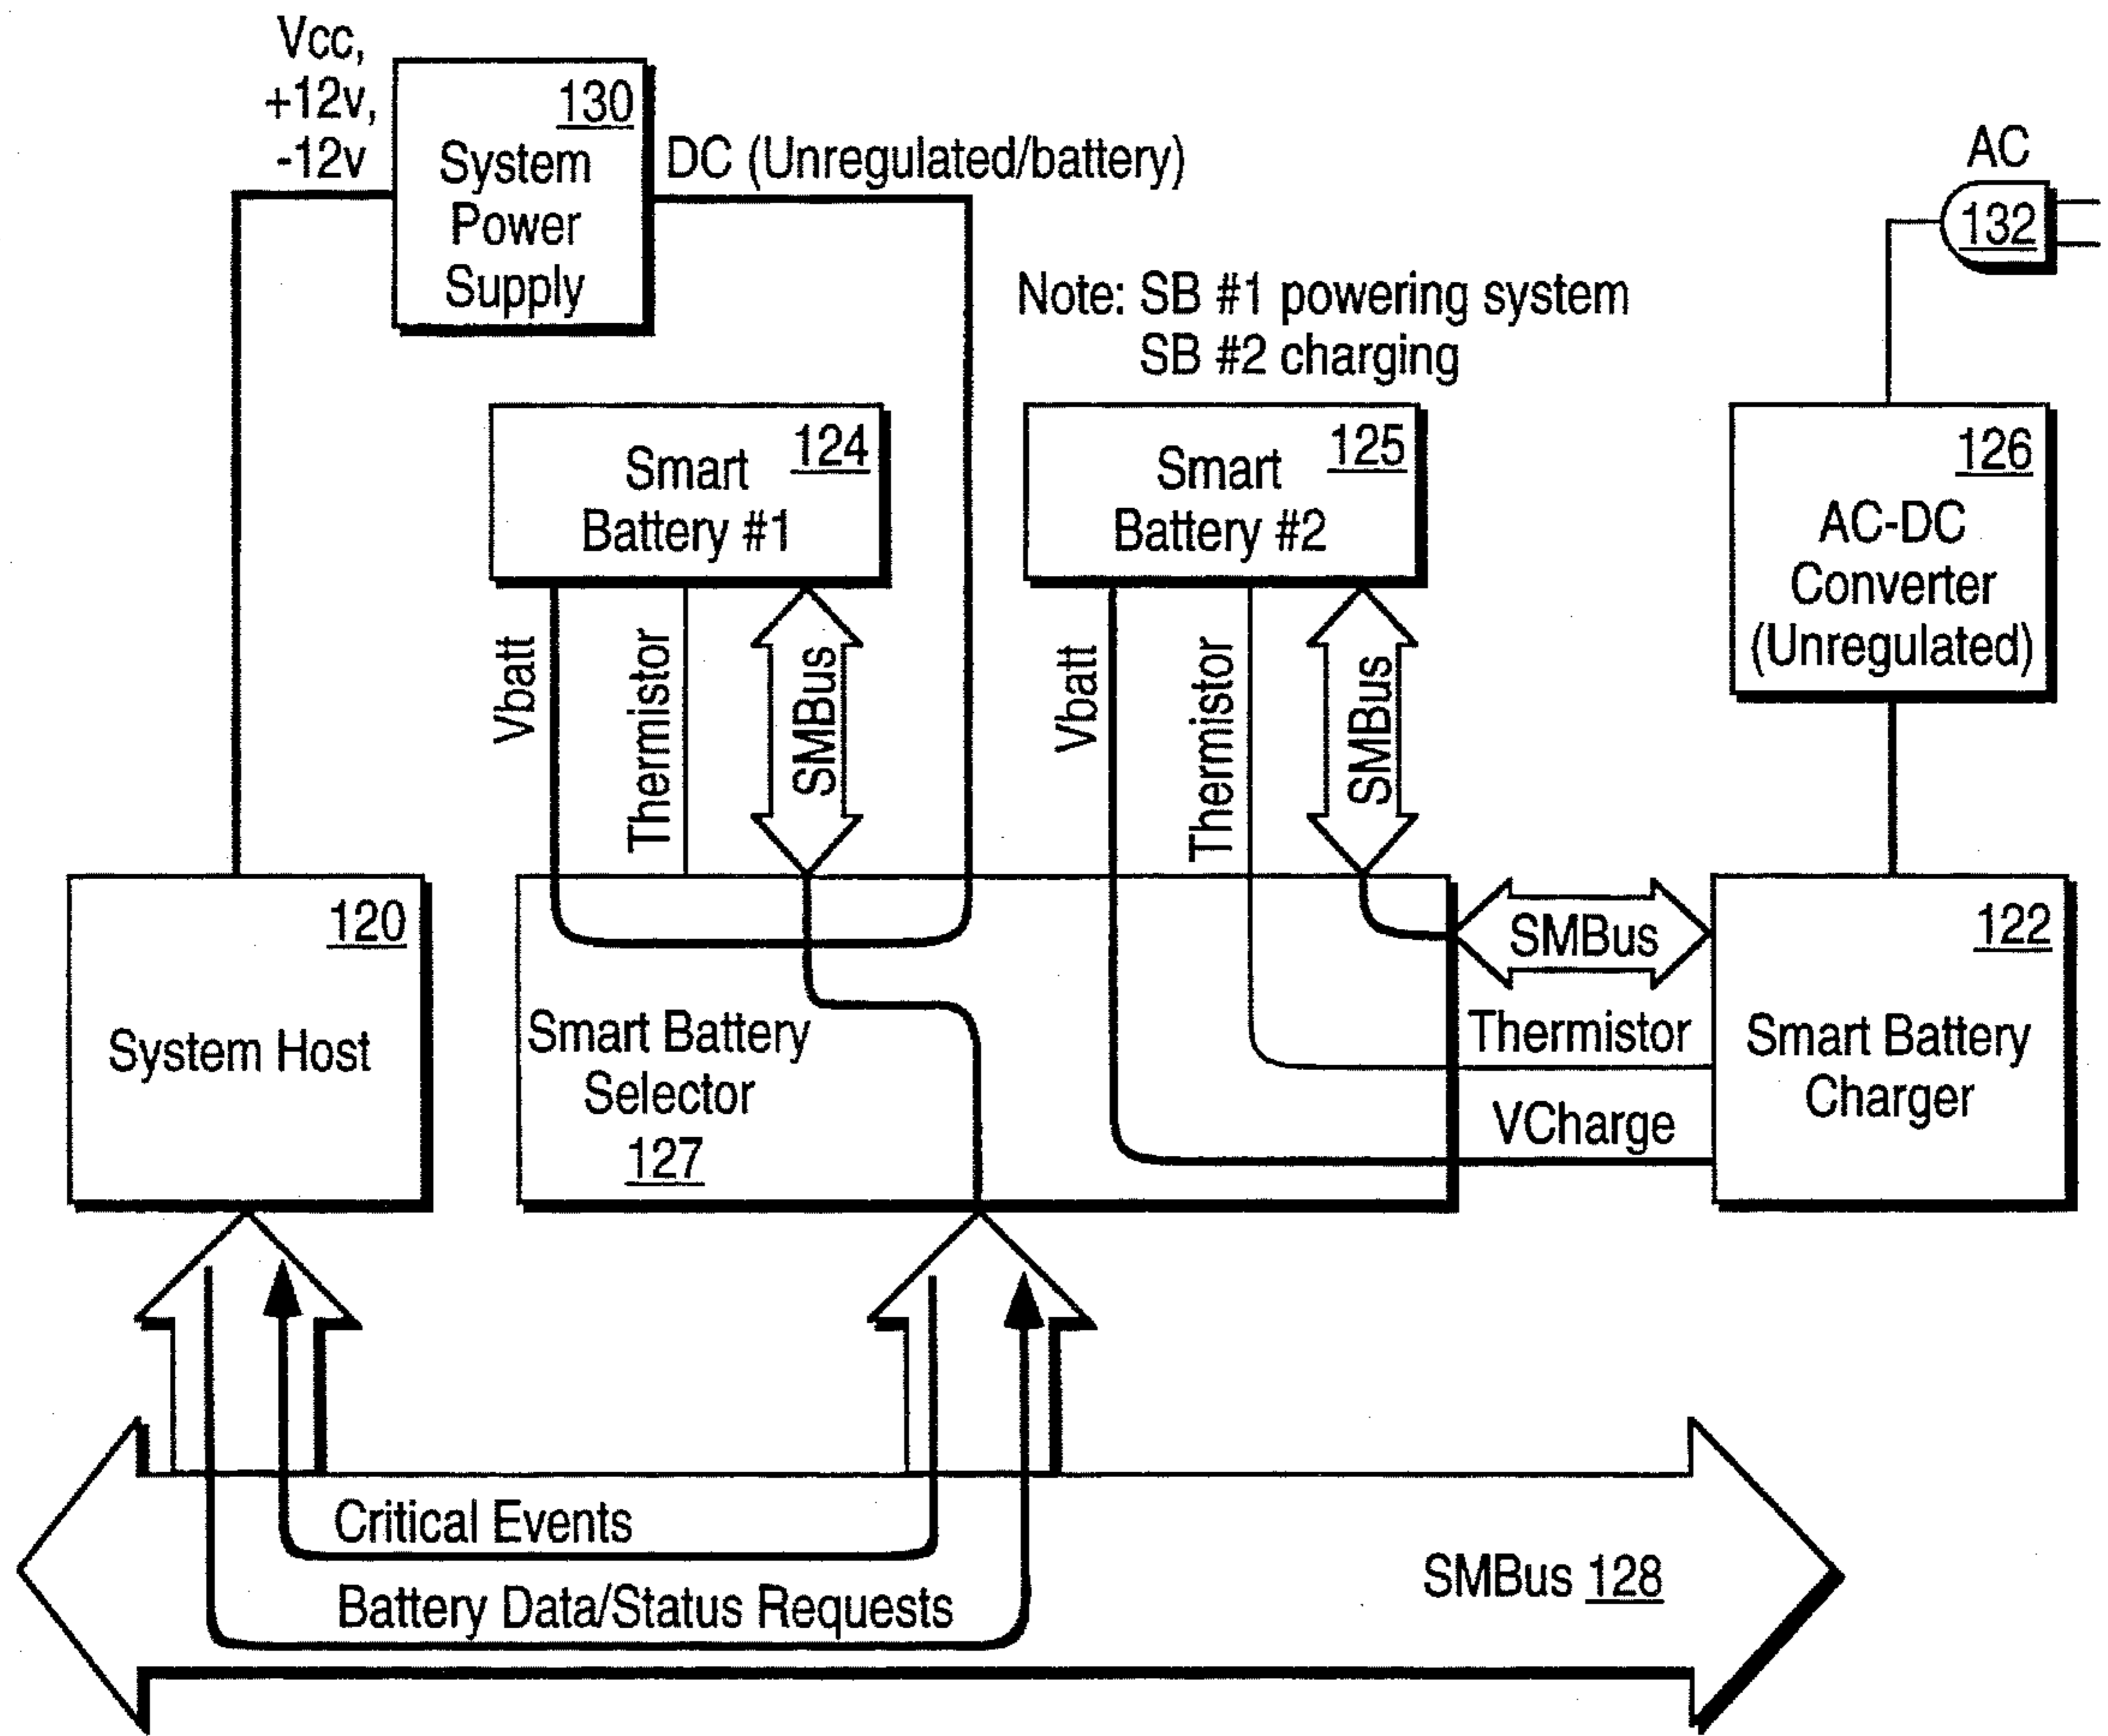 Vcc,
+12v,
-12v
130
System
Power
Supply
DC (Unregulated/battery)
AC
132
Note: SB #1 powering system
SB #2 charging
124
Smart
Battery #1
125
Smart
Battery #2
126
AC-DC
Converter
(Unregulated)
Vbatt
Thermistor
SMBus
Vbatt
Thermistor
SMBus
120
System Host
Smart Battery
Selector
127
SMBus
Thermistor
VCharge
122
Smart Battery
Charger
Critical Events
Battery Data/Status Requests
SMBus 128